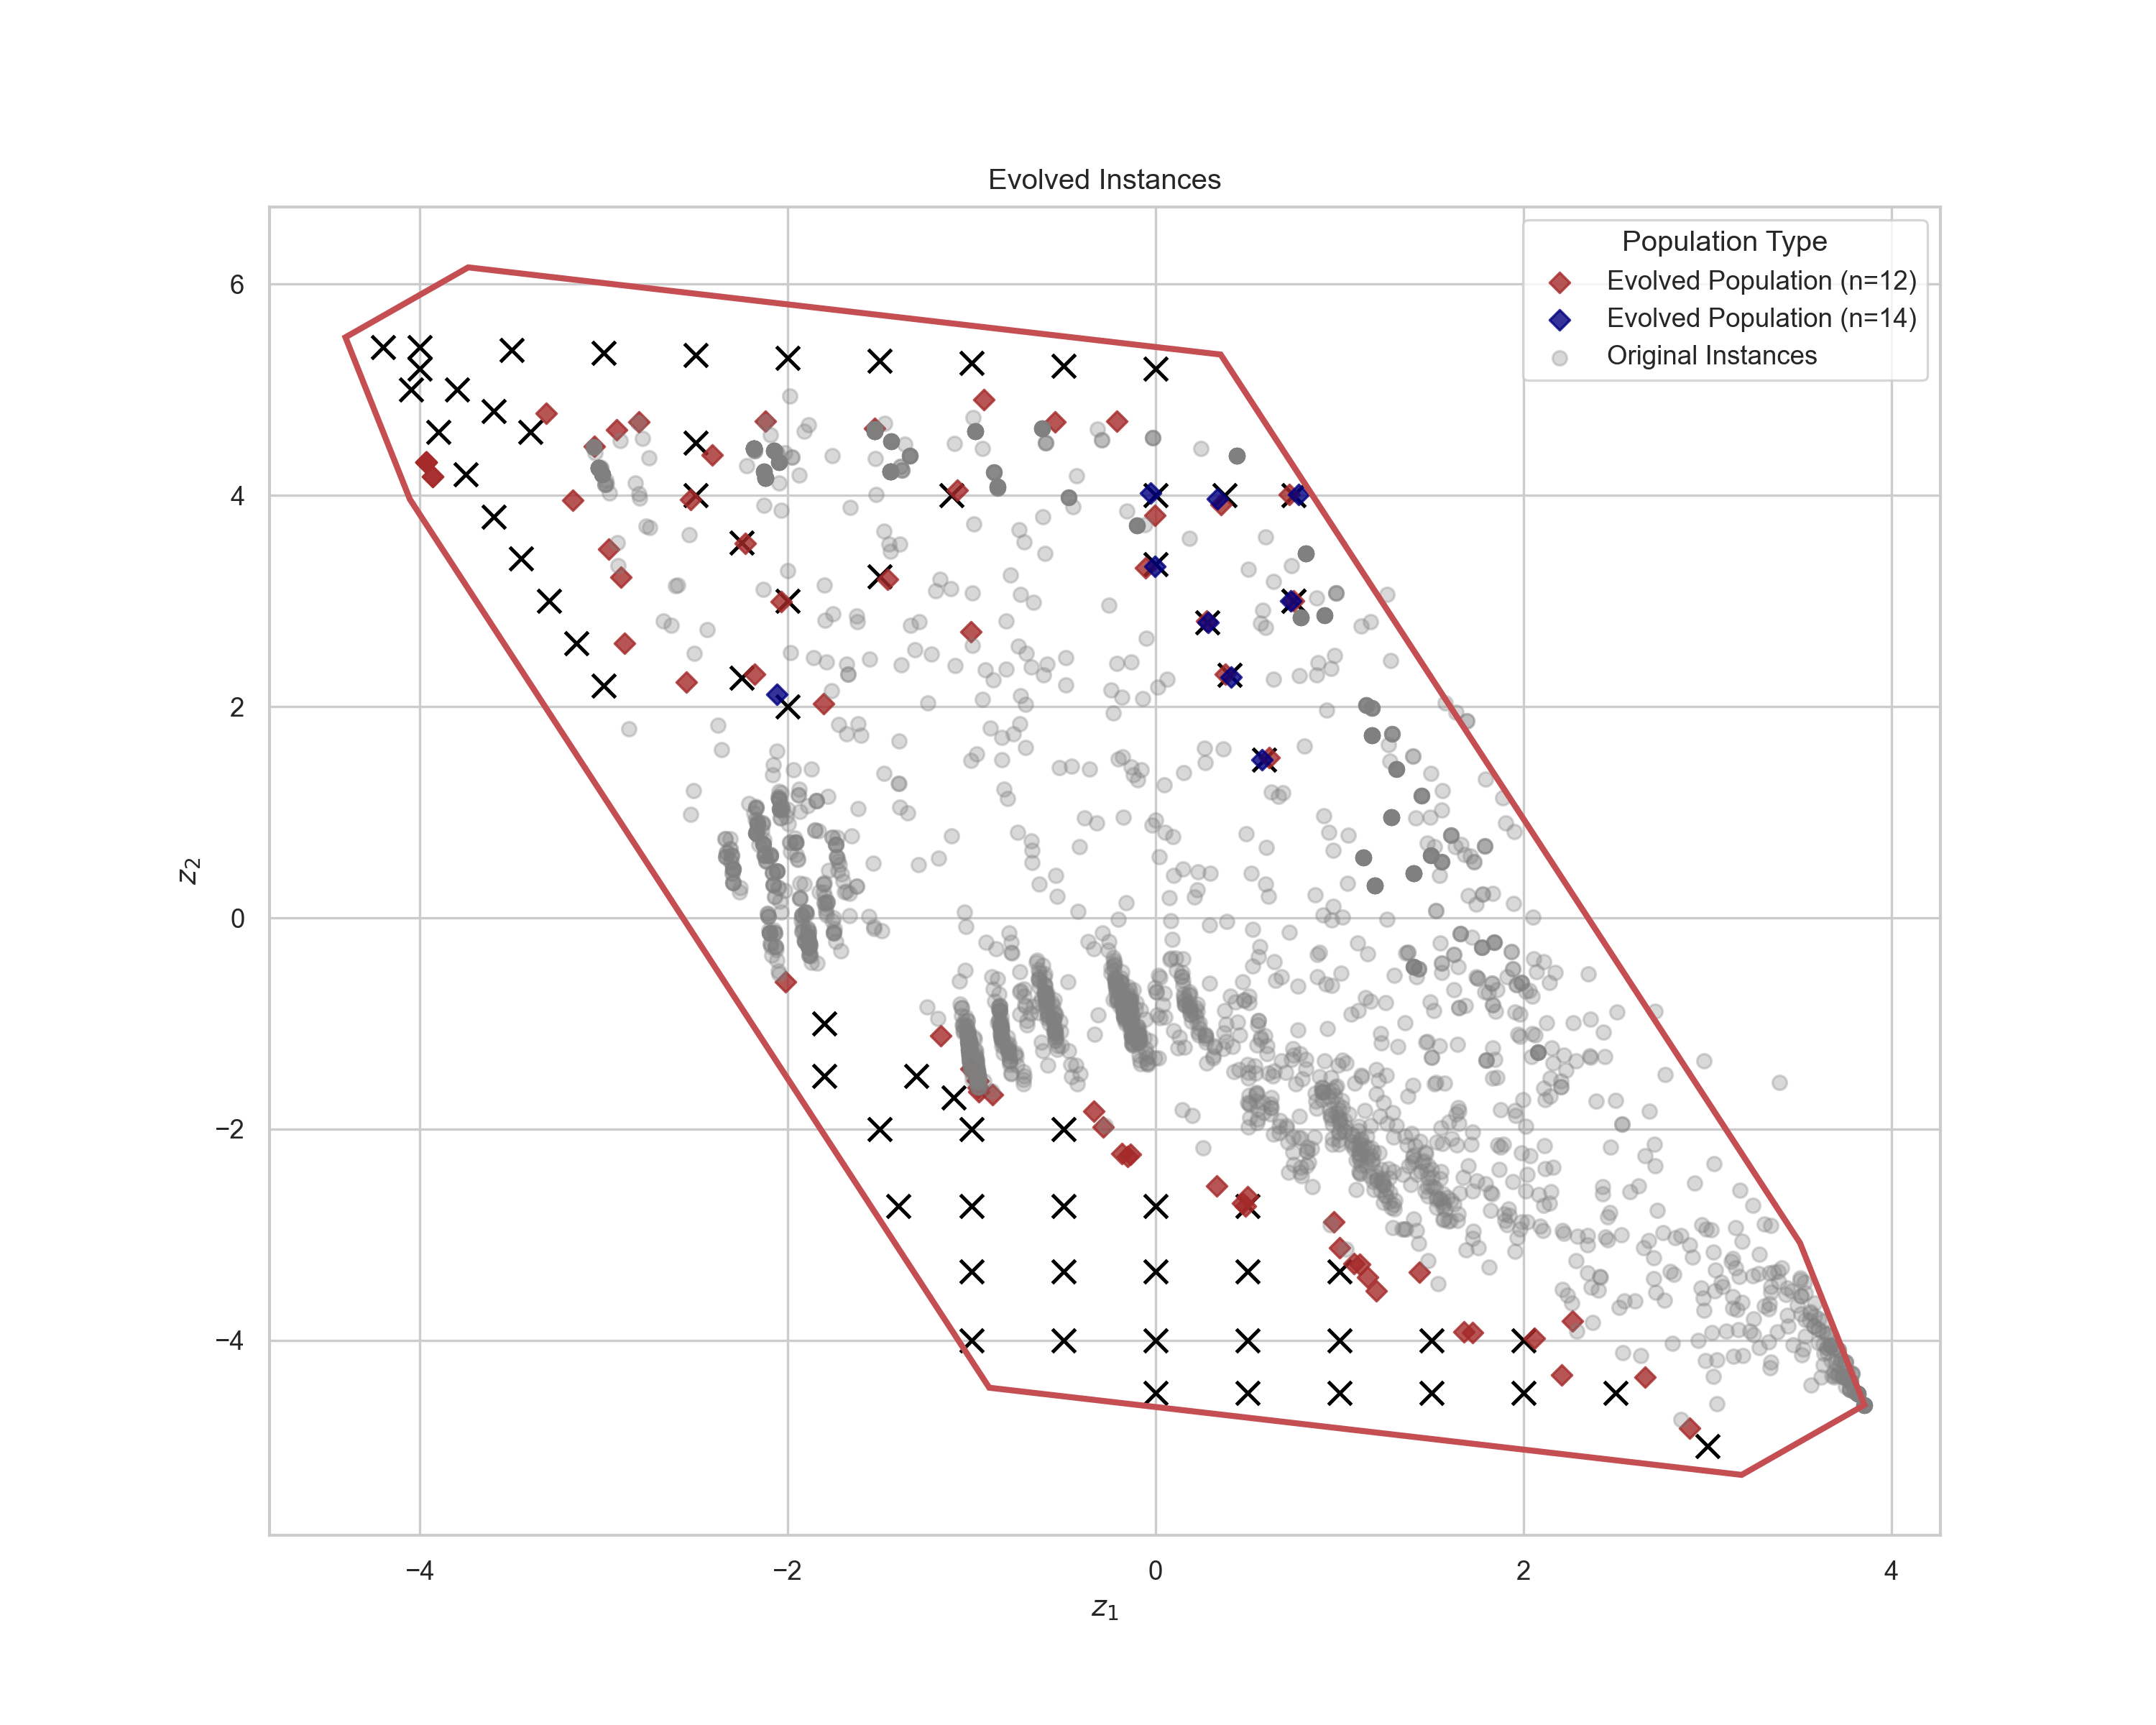 Evolved Instances
Population Type
Evolved Population (n=12)
Evolved Population (n=14)
Original Instances
6
4
2
0
−2
−4
z₂
−4
−2
0
2
4
z₁